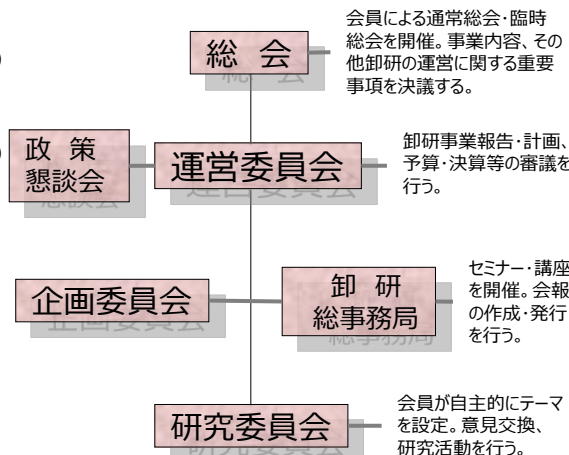 総 会
会員による通常総会・臨時
総会を開催。事業内容、その
他卸研の運営に関する重要
事項を決議する。
政 策
懇談会
運営委員会
卸研事業報告・計画、
予算・決算等の審議を
行う。
企画委員会
卸 研
総事務局
セミナー・講座
を開催。会報
の作成・発行
を行う。
研究委員会
会員が自主的にテーマ
を設定。意見交換、
研究活動を行う。